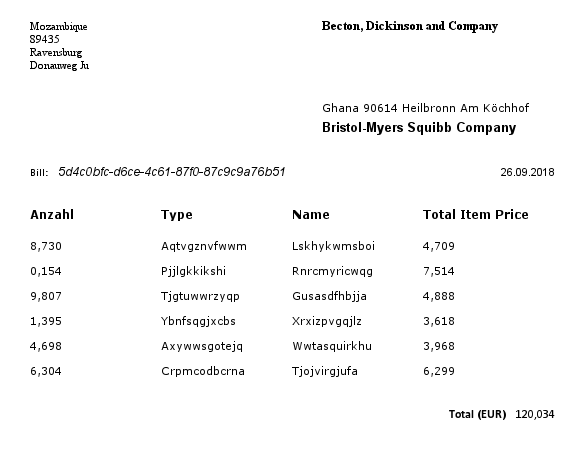 Mozambique
89435
Ravensburg
Donauweg Ju
Becton, Dickinson and Company
Ghana 90614 Heilbronn Am Köchhof
Bristol-Myers Squibb Company
Bill: 5d4c0bfc-d6ce-4c61-87f0-87c9c9a76b51 26.09.2018
Anzahl Type Name Total Item Price
8,730 Aqtvgznvfwwm Lskhykwmsboi 4,709
0,154 Pjjlgkkikshi Rnrcmyricwqg 7,514
9,807 Tjgtuwwrzyqp Gusasdfhbjja 4,888
1,395 Ybnfsqgjxcbs Xrxizpvgqjlz 3,618
4,698 Axywwsgotejq Wwtasquirkhu 3,968
6,304 Crpmcodbcrna Tjojvirgjufa 6,299
Total (EUR) 120,034